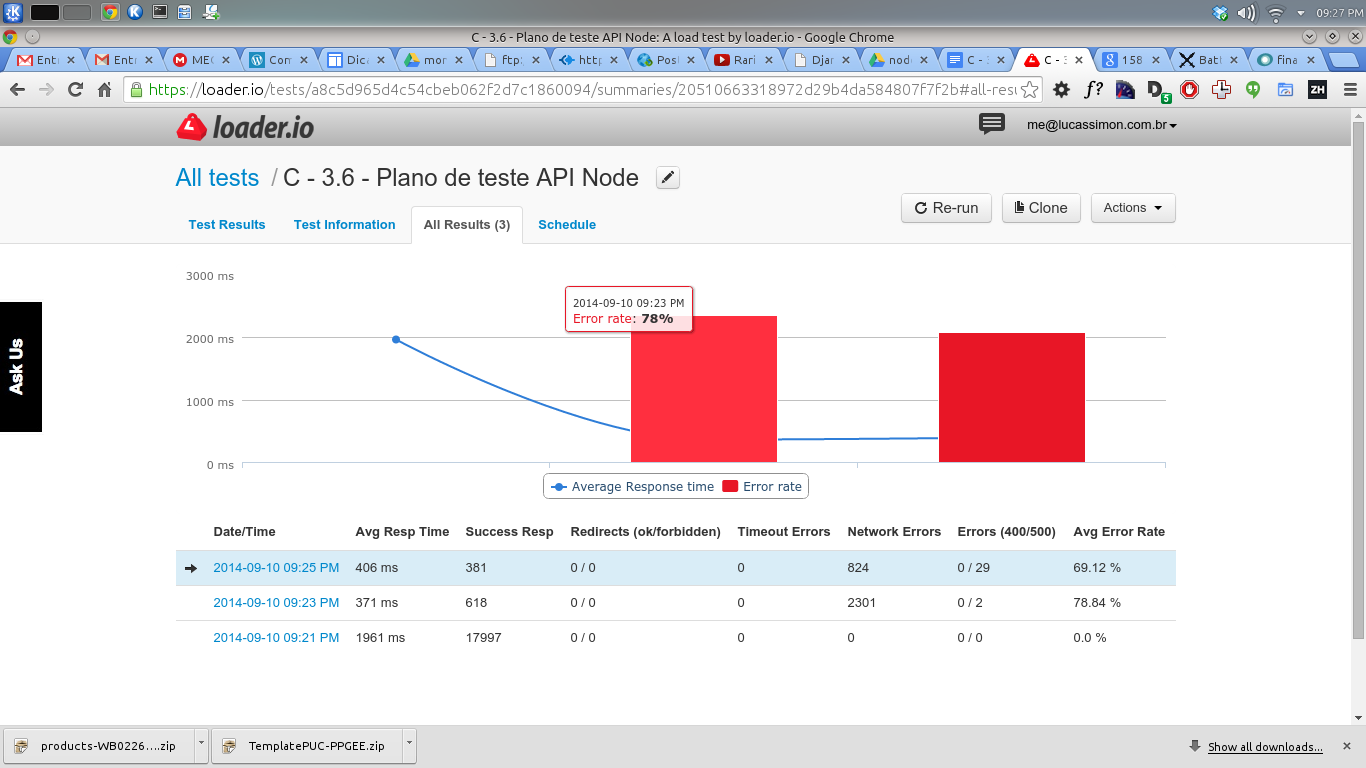 09:27 PM
C - 3.6 - Plano de teste API Node: A load test by loader.io - Google Chrome
Entr
Entr
MEC
Com
Dica
mor
ftp:
http
Post
Rari
Djar
node
C - 3
C - 3
158
Batt
fina
https://loader.io/tests/a8c5d965d4c54cbeb062f2d7c1860094/summaries/20510663318972d29b4da584807f7f2b#all-resu
f?
D 5
ZH
loader.io
me@lucassimon.com.br
All tests / C - 3.6 - Plano de teste API Node
Re-run
Clone
Actions
Test Results
Test Information
All Results (3)
Schedule
Ask Us
3000 ms
2000 ms
1000 ms
0 ms
2014-09-10 09:23 PM
Error rate: 78%
Average Response time
Error rate
Date/Time Avg Resp Time Success Resp Redirects (ok/forbidden) Timeout Errors Network Errors Errors (400/500) Avg Error Rate
2014-09-10 09:25 PM 406 ms 381 0 / 0 0 824 0 / 29 69.12 %
2014-09-10 09:23 PM 371 ms 618 0 / 0 0 2301 0 / 2 78.84 %
2014-09-10 09:21 PM 1961 ms 17997 0 / 0 0 0 0 / 0 0.0 %
products-WB0226....zip
TemplatePUC-PPGEE.zip
Show all downloads...